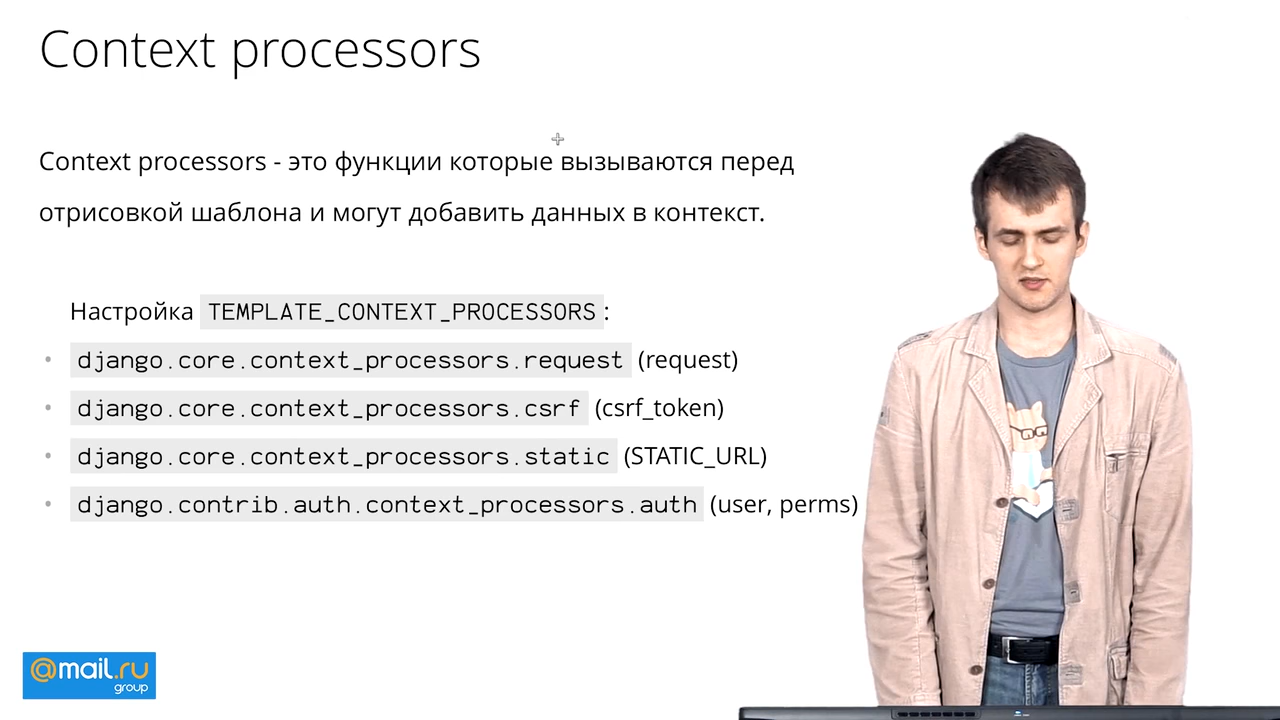 Context processors
Context processors - это функции которые вызываются перед
отрисовкой шаблона и могут добавить данных в контекст.
Настройка TEMPLATE_CONTEXT_PROCESSORS:
• django.core.context_processors.request (request)
• django.core.context_processors.csrf (csrf_token)
• django.core.context_processors.static (STATIC_URL)
• django.contrib.auth.context_processors.auth (user, perms)
@mail.ru
group